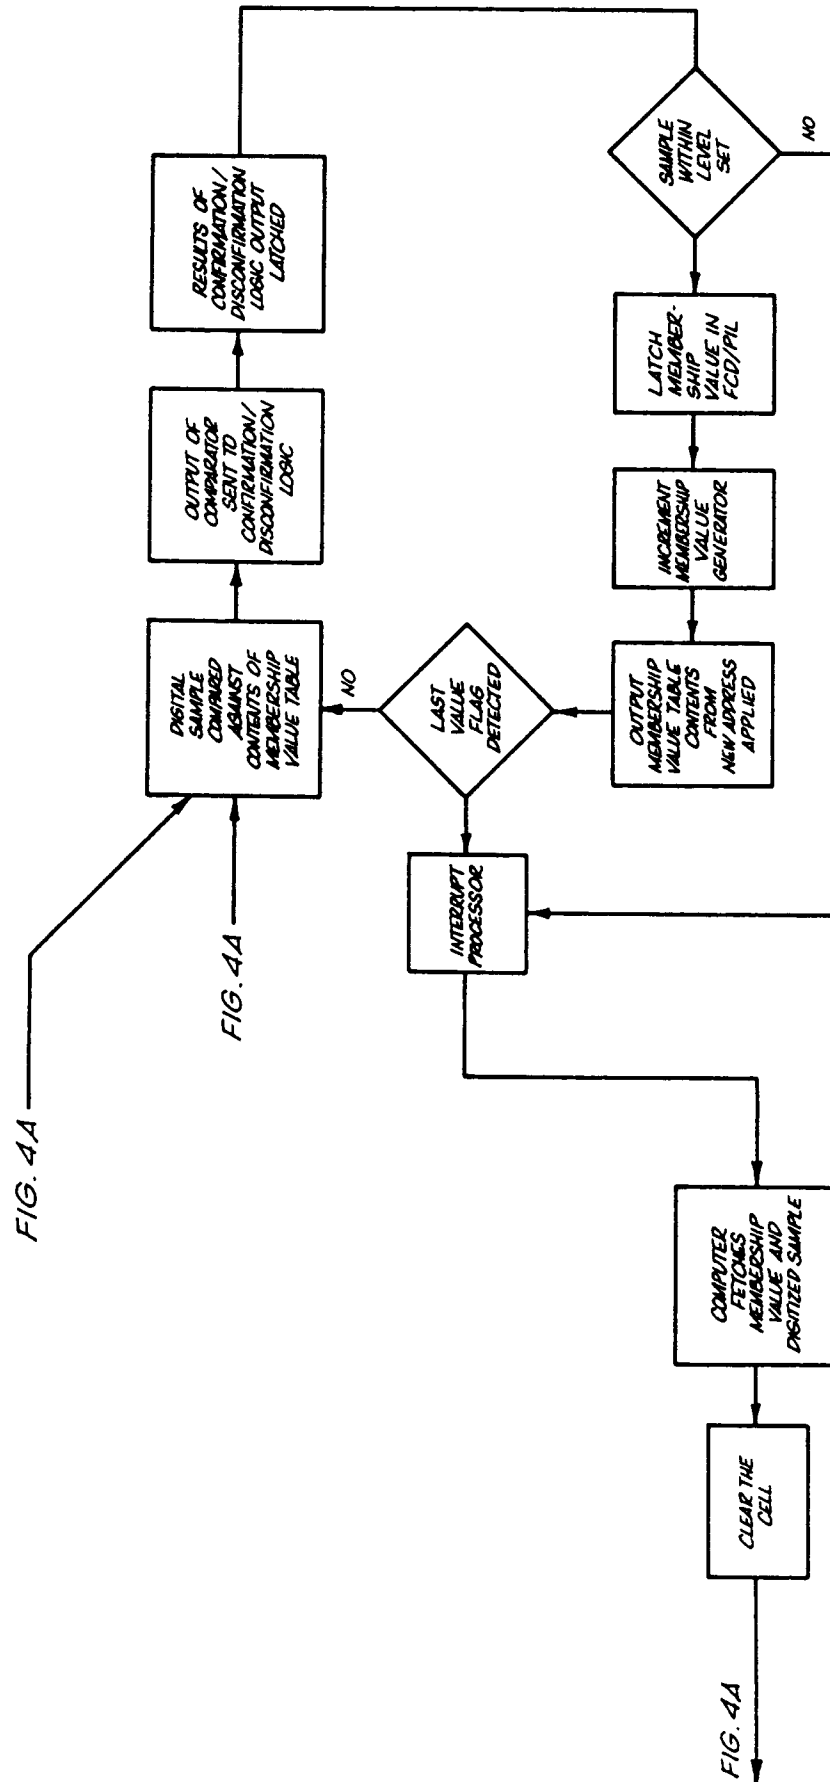 FIG. 4A
FIG. 4A
DIGITAL
SAMPLE
COMPARED
AGAINST
CONTENTS OF
MEMBERSHIP
VALUE TABLE
OUTPUT OF
COMPARATOR
SENT TO
CONFIRMATION/
DISCONFIRMATION
LOGIC
RESULTS OF
CONFIRMATION/
DISCONFIRMATION
LOGIC OUTPUT
LATCHED
SAMPLE
WITHIN
LEVEL
SET
NO
LATCH
MEMBER-
SHIP
VALUE IN
FCD/PIL
INCREMENT
MEMBERSHIP
VALUE
GENERATOR
OUTPUT
MEMBERSHIP
VALUE TABLE
CONTENTS
FROM
NEW ADDRESS
APPLIED
LAST
VALUE
FLAG
DETECTED
NO
INTERRUPT
PROCESSOR
COMPUTER
FETCHES
MEMBERSHIP
VALUE AND
DIGITIZED SAMPLE
CLEAR THE
CELL
FIG. 4A